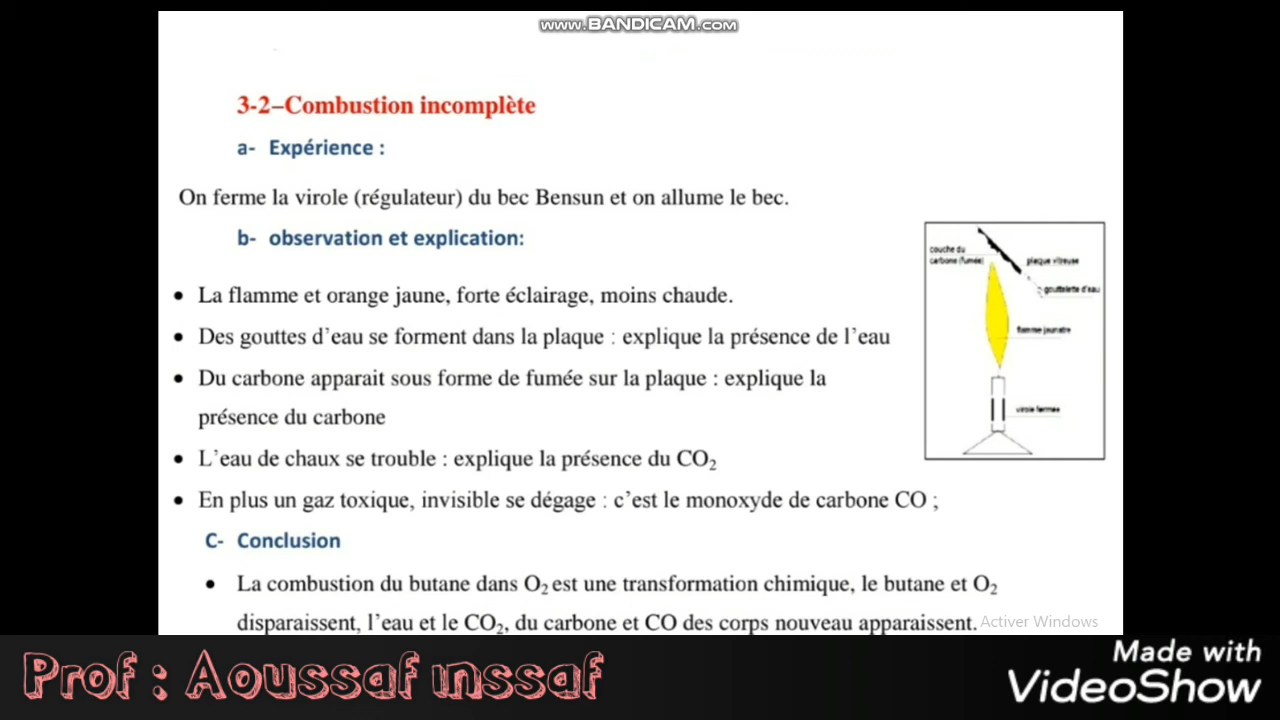 www.BANDICAM.com
3-2–Combustion incomplète
a- Expérience :
On ferme la virole (régulateur) du bec Bensun et on allume le bec.
b- observation et explication:
• La flamme et orange jaune, forte éclairage, moins chaude.
• Des gouttes d'eau se forment dans la plaque : explique la présence de l'eau
• Du carbone apparait sous forme de fumée sur la plaque : explique la
présence du carbone
• L'eau de chaux se trouble : explique la présence du CO₂
• En plus un gaz toxique, invisible se dégage : c'est le monoxyde de carbone CO ;
couche du
carbone (fumée)
plaque vitreuse
gouttelette d'eau
flamme jaunatre
virole fermée
C- Conclusion
• La combustion du butane dans O₂ est une transformation chimique, le butane et O₂
disparaissent, l'eau et le CO₂, du carbone et CO des corps nouveau apparaissent.
Activer Windows
Prof : Aoussaf inssaf
Made with
VideoShow